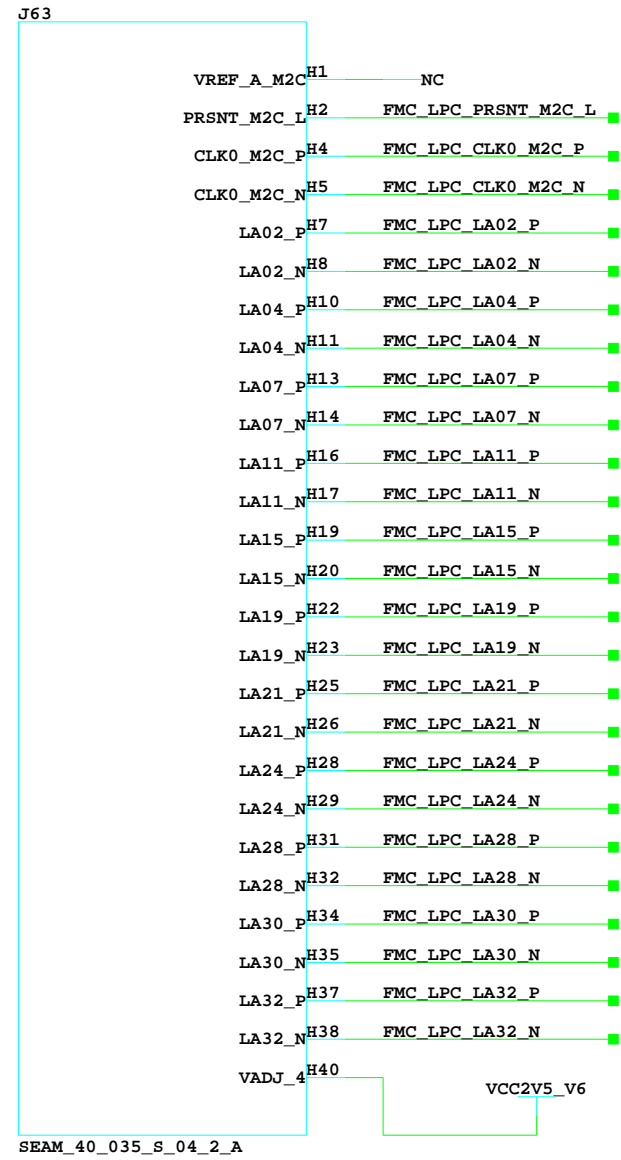 J63
VREF_A_M2C H1 NC
PRSNT_M2C_L H2 FMC_LPC_PRSNT_M2C_L
CLK0_M2C_P H4 FMC_LPC_CLK0_M2C_P
CLK0_M2C_N H5 FMC_LPC_CLK0_M2C_N
LA02_P H7 FMC_LPC_LA02_P
LA02_N H8 FMC_LPC_LA02_N
LA04_P H10 FMC_LPC_LA04_P
LA04_N H11 FMC_LPC_LA04_N
LA07_P H13 FMC_LPC_LA07_P
LA07_N H14 FMC_LPC_LA07_N
LA11_P H16 FMC_LPC_LA11_P
LA11_N H17 FMC_LPC_LA11_N
LA15_P H19 FMC_LPC_LA15_P
LA15_N H20 FMC_LPC_LA15_N
LA19_P H22 FMC_LPC_LA19_P
LA19_N H23 FMC_LPC_LA19_N
LA21_P H25 FMC_LPC_LA21_P
LA21_N H26 FMC_LPC_LA21_N
LA24_P H28 FMC_LPC_LA24_P
LA24_N H29 FMC_LPC_LA24_N
LA28_P H31 FMC_LPC_LA28_P
LA28_N H32 FMC_LPC_LA28_N
LA30_P H34 FMC_LPC_LA30_P
LA30_N H35 FMC_LPC_LA30_N
LA32_P H37 FMC_LPC_LA32_P
LA32_N H38 FMC_LPC_LA32_N
VADJ_4 H40
VCC2V5_V6
SEAM_40_035_S_04_2_A